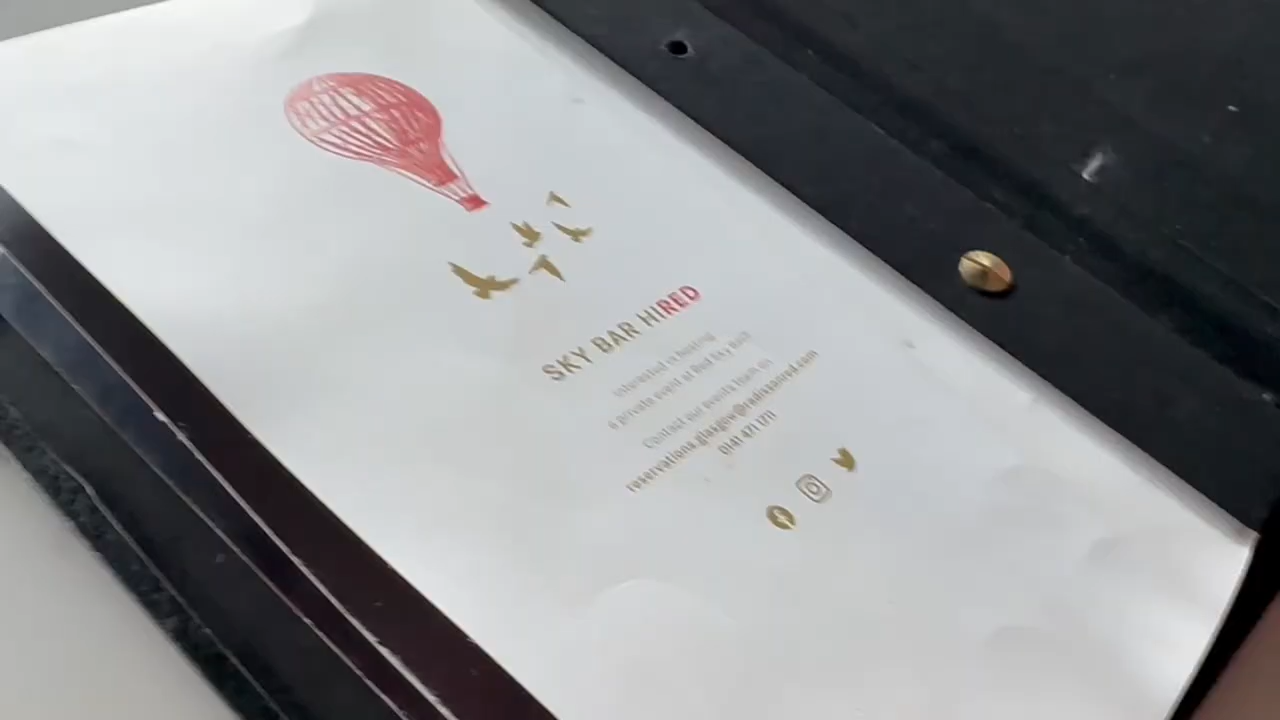 SKY BAR HIRED
Interested in hosting
a private event at Red Sky Bar?
Contact our events team on
reservations.glasgow@radissonred.com
0141 471 1711